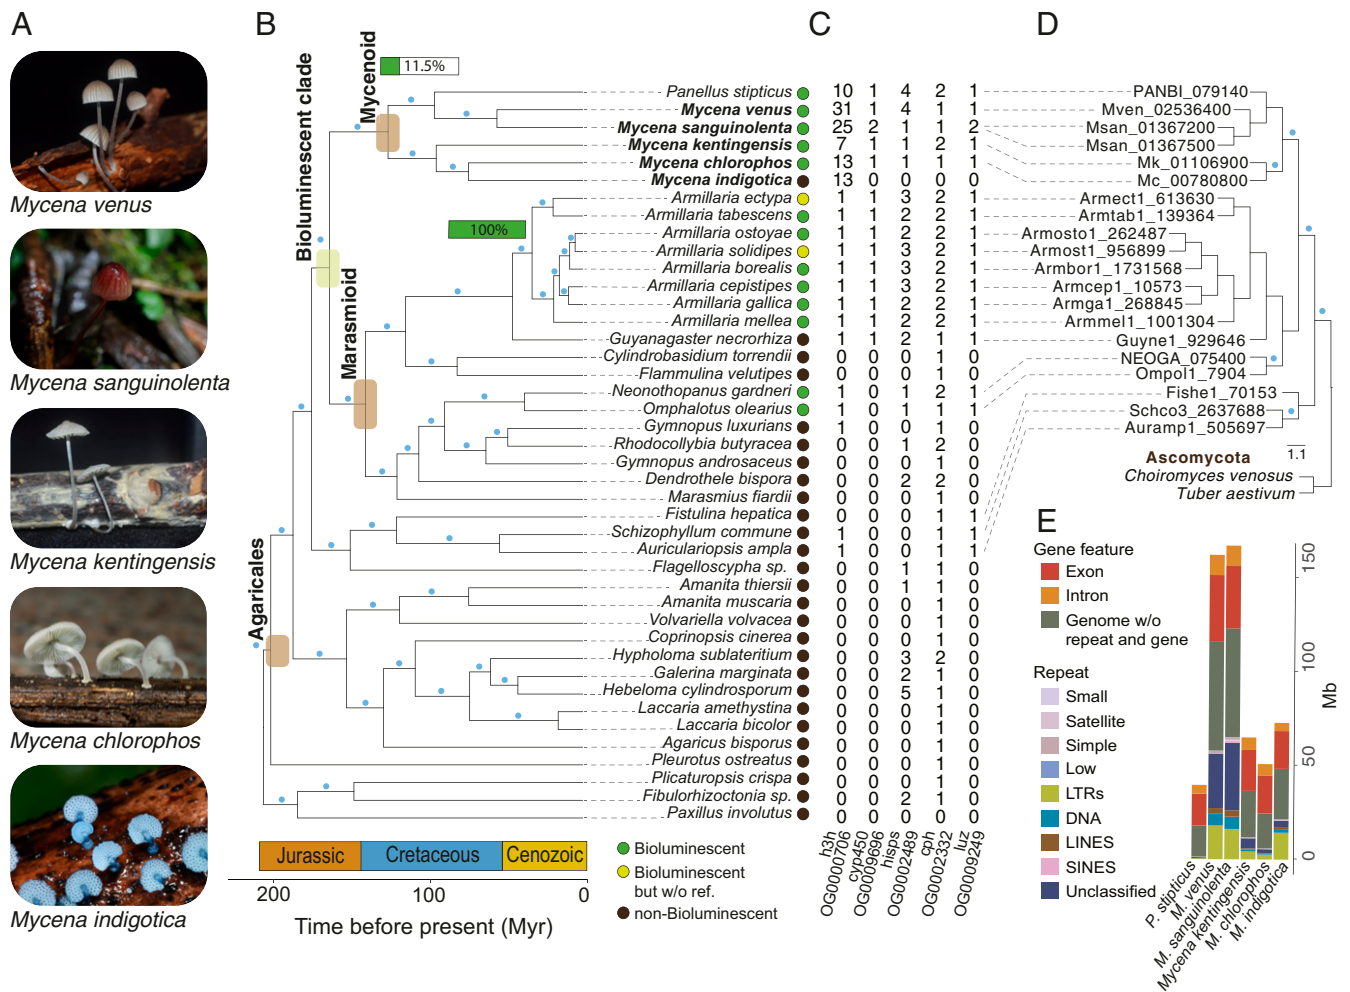 A
Mycena venus
Mycena sanguinolenta
Mycena kentingensis
Mycena chlorophos
Mycena indigotica
B
Bioluminescent clade
Mycenoid
11.5%
Marasmioid
100%
Agaricales
C
D
Panellus stipticus 10 1 4 2 1 PANBI_079140
Mycena venus 31 1 4 1 1 Mven_02536400
Mycena sanguinolenta 25 2 1 1 2 Msan_01367200
Msan_01367500
Mycena kentingensis 7 1 1 2 1 Mk_01106900
Mycena chlorophos 13 1 1 1 1 Mc_00780800
Mycena indigotica 13 0 0 0 0
Armillaria ectypa 1 1 3 2 1 Armect1_613630
Armillaria tabescens 1 1 2 2 1 Armtab1_139364
Armillaria ostoyae 1 1 2 2 1 Armosto1_262487
Armillaria solidipes 1 1 3 2 1 Armost1_956899
Armillaria borealis 1 1 3 2 1 Armbor1_1731568
Armillaria cepistipes 1 1 3 2 1 Armcep1_10573
Armillaria gallica 1 1 2 2 1 Armga1_268845
Armillaria mellea 1 1 2 2 1 Armmel1_1001304
Guyanagaster necrorhiza 1 1 2 1 1 Guyne1_929646
Cylindrobasidium torrendii 0 0 0 1 0
Flammulina velutipes 0 0 0 1 0
Neonothopanus gardneri 1 0 1 2 1 NEOGA_075400
Omphalotus olearius 1 0 1 1 1 Ompol1_7904
Gymnopus luxurians 1 0 0 1 0
Rhodocollybia butyracea 0 0 1 2 0
Gymnopus androsaceus 0 0 0 1 0
Dendrothele bispora 0 0 2 2 0
Marasmius fiardii 0 0 0 1 0
Fistulina hepatica 1 0 0 1 1 Fishe1_70153
Schizophyllum commune 1 0 0 1 1 Schco3_2637688
Auriculariopsis ampla 1 0 0 1 1 Auramp1_505697
Flagelloscypha sp. 0 0 1 1 0
Amanita thiersii 0 0 1 1 0
Amanita muscaria 0 0 0 1 0
Volvariella volvacea 0 0 0 1 0
Coprinopsis cinerea 0 0 0 1 0
Hypholoma sublateritium 0 0 3 2 0
Galerina marginata 0 0 2 1 0
Hebeloma cylindrosporum 0 0 5 1 0
Laccaria amethystina 0 0 0 1 0
Laccaria bicolor 0 0 0 1 0
Agaricus bisporus 0 0 0 1 0
Pleurotus ostreatus 0 0 0 1 0
Plicaturopsis crispa 0 0 0 1 0
Fibulorhizoctonia sp. 0 0 2 1 0
Paxillus involutus 0 0 0 1 0
h3h
OG0000706
cyp450
OG0009696
hisps
OG0002489
cph
OG0002332
luz
OG0009249
Jurassic
Cretaceous
Cenozoic
200 100 0
Time before present (Myr)
Bioluminescent
Bioluminescent
but w/o ref.
non-Bioluminescent
1.1
Ascomycota
Choiromyces venosus
Tuber aestivum
E
Gene feature
Exon
Intron
Genome w/o
repeat and gene
Repeat
Small
Satellite
Simple
Low
LTRs
DNA
LINES
SINES
Unclassified
150
100
50
0
Mb
P. stipticus
M. venus
M. sanguinolenta
Mycena kentingensis
M. chlorophos
M. indigotica